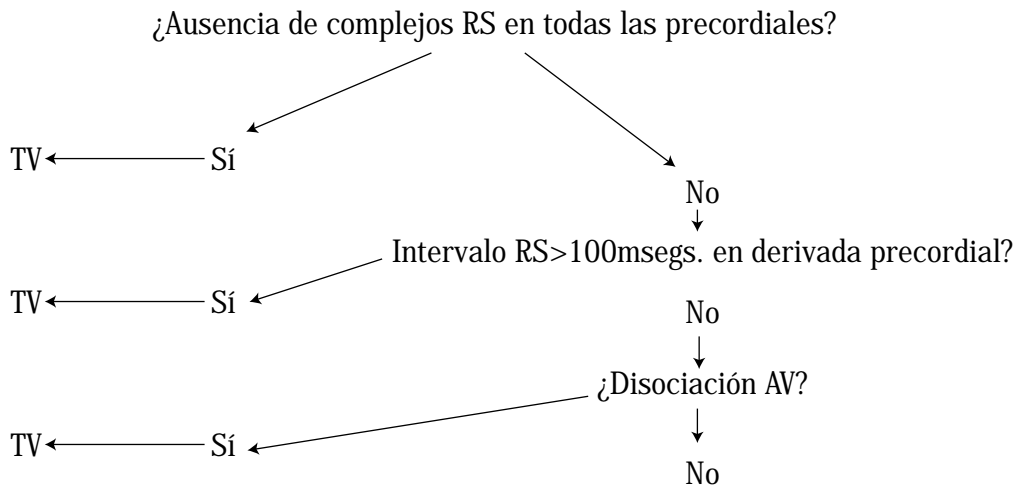 ¿Ausencia de complejos RS en todas las precordiales?
TV Sí
No
Intervalo RS>100msegs. en derivada precordial?
TV Sí
No
¿Disociación AV?
TV Sí
No